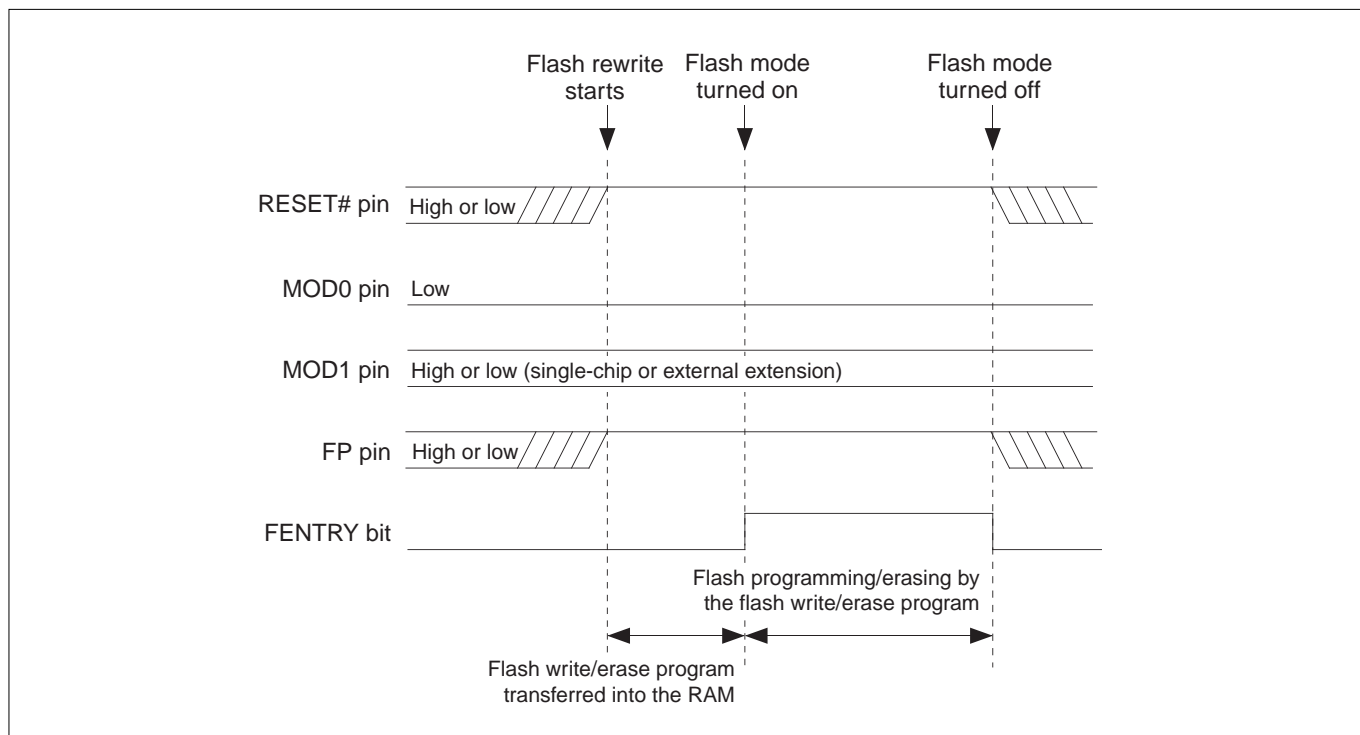 Flash rewrite
starts
Flash mode
turned on
Flash mode
turned off
RESET# pin
High or low
MOD0 pin
Low
MOD1 pin
High or low (single-chip or external extension)
FP pin
High or low
FENTRY bit
Flash programming/erasing by
the flash write/erase program
Flash write/erase program
transferred into the RAM